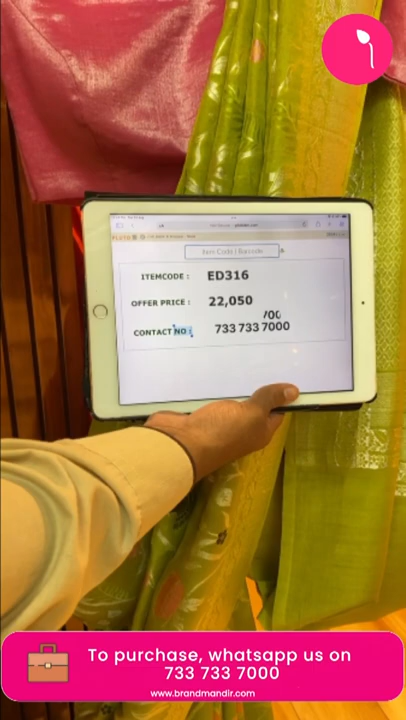 Item Code | Barcode
ITEMCODE : ED316
OFFER PRICE : 22,050
/00
CONTACT NO : 733 733 7000
To purchase, whatsapp us on
733 733 7000
www.brandmandir.com